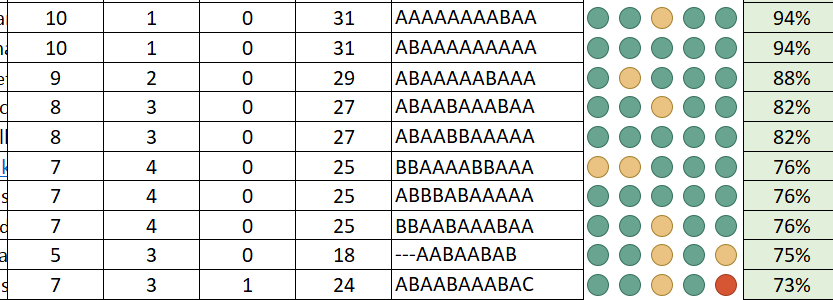 10 1 0 31 AAAAAAAABAA 94%
10 1 0 31 ABAAAAAAAAA 94%
9 2 0 29 ABAAAAABAAA 88%
8 3 0 27 ABAABAAABAA 82%
8 3 0 27 ABAABBAAAAA 82%
7 4 0 25 BBAAAABBAAA 76%
7 4 0 25 ABBBABAAAAA 76%
7 4 0 25 BBAABAAABAA 76%
5 3 0 18 ---AABAABAB 75%
7 3 1 24 ABAABAAABAC 73%